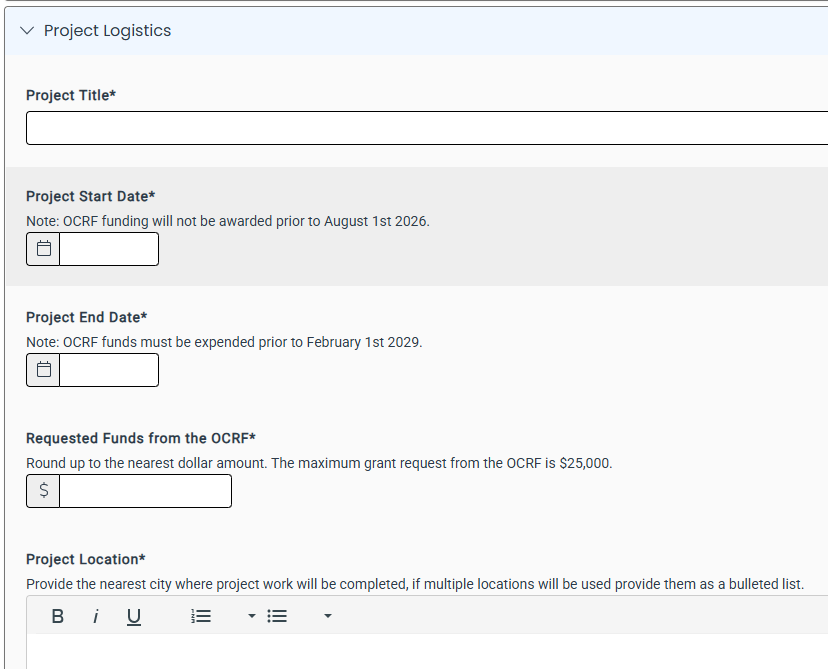 Project Logistics
Project Title*
Project Start Date*
Note: OCRF funding will not be awarded prior to August 1st 2026.
Project End Date*
Note: OCRF funds must be expended prior to February 1st 2029.
Requested Funds from the OCRF*
Round up to the nearest dollar amount. The maximum grant request from the OCRF is $25,000.
$
Project Location*
Provide the nearest city where project work will be completed, if multiple locations will be used provide them as a bulleted list.
B i U